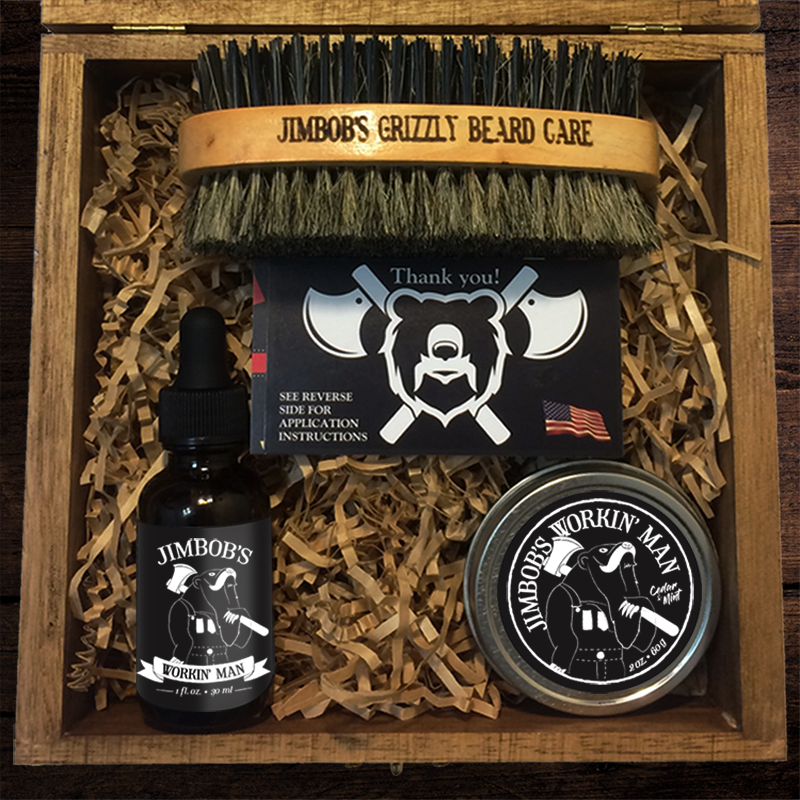 JIMBOB'S GRIZZLY BEARD CARE
Thank you!
SEE REVERSE
SIDE FOR
APPLICATION
INSTRUCTIONS
JIMBOB'S
WORKIN' MAN
1 fl. oz. • 30 ml
JIMBOB'S WORKIN' MAN
Cedar
& Mint
2 oz. • 60 g